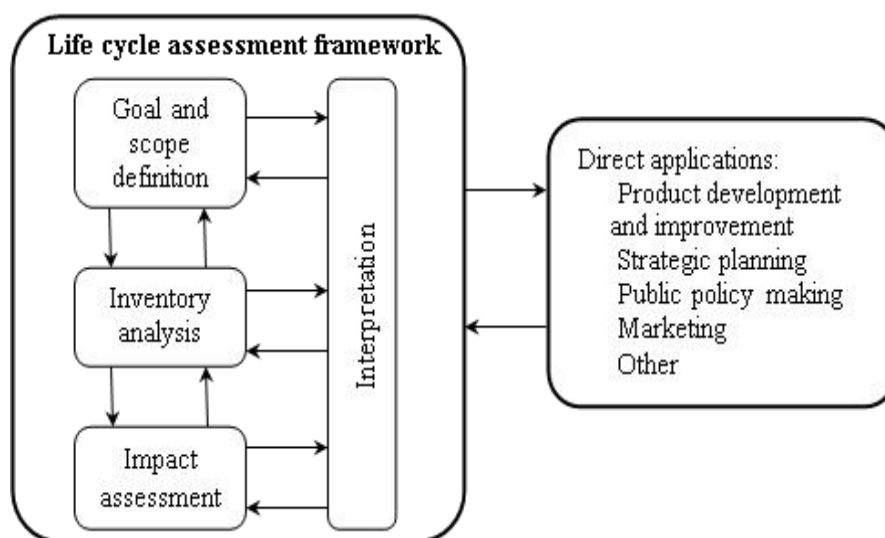 Life cycle assessment framework
Goal and
scope
definition
Inventory
analysis
Impact
assessment
Interpretation
Direct applications:
Product development
and improvement
Strategic planning
Public policy making
Marketing
Other